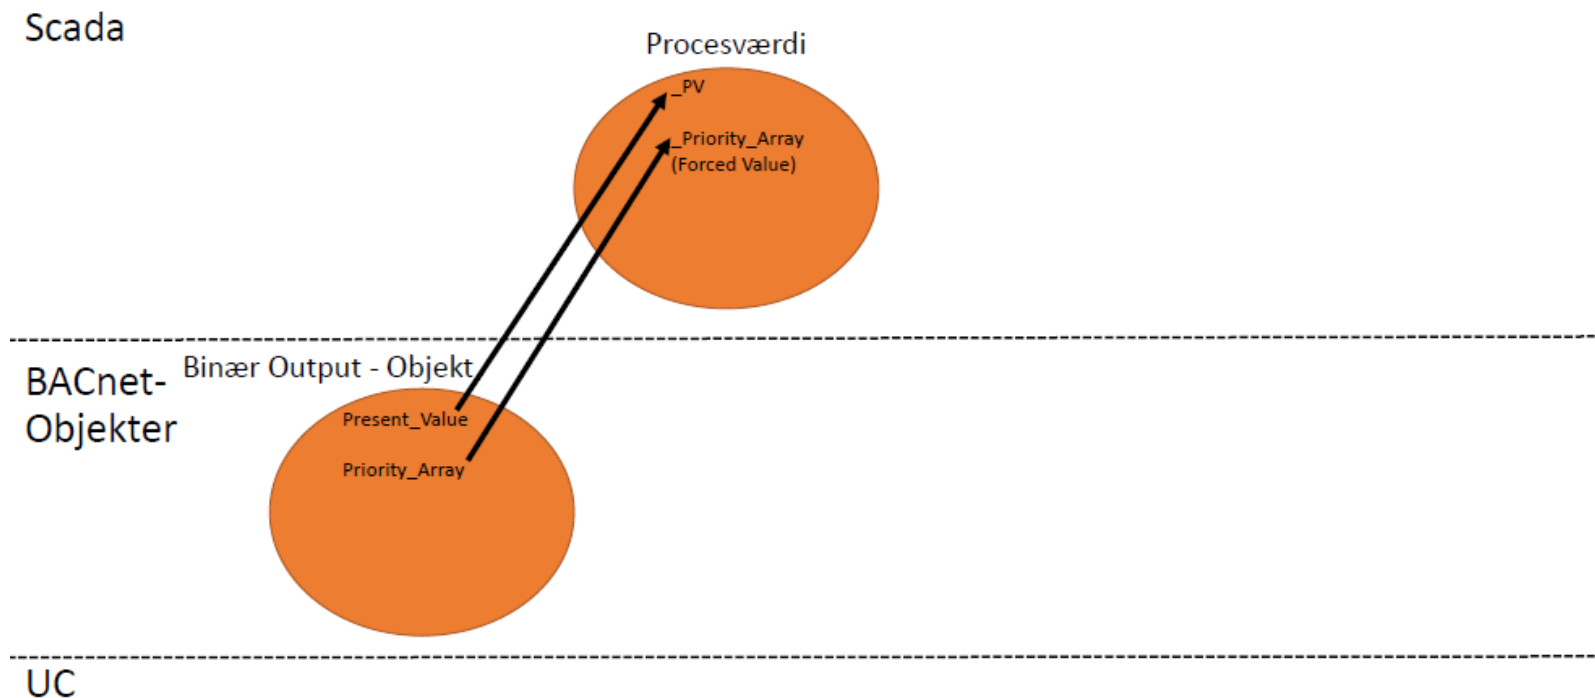 Scada
Procesværdi
_PV
_Priority_Array
(Forced Value)
Binær Output - Objekt
BACnet-
Objekter
Present_Value
Priority_Array
UC